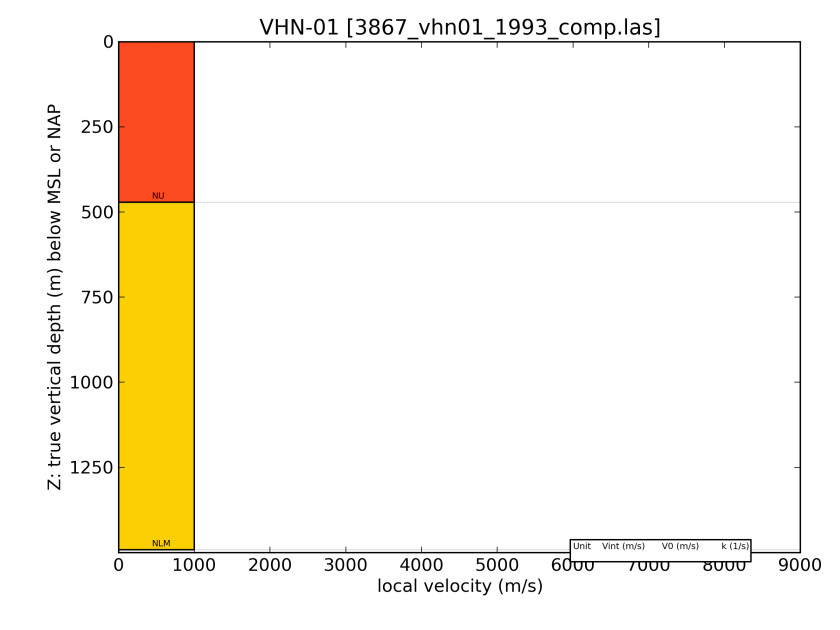 VHN-01 [3867_vhn01_1993_comp.las]
Z: true vertical depth (m) below MSL or NAP
0
250
500
750
1000
1250
NU
NLM
Unit Vint (m/s) V0 (m/s) k (1/s)
0 1000 2000 3000 4000 5000 6000 7000 8000 9000
local velocity (m/s)